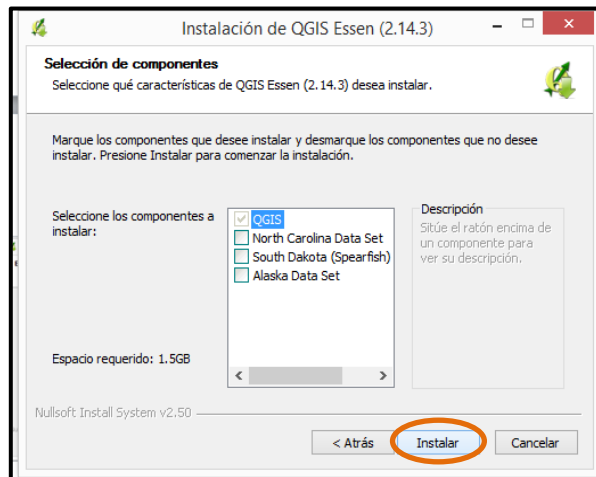 Instalación de QGIS Essen (2.14.3)
Selección de componentes
Seleccione qué características de QGIS Essen (2.14.3) desea instalar.
Marque los componentes que desee instalar y desmarque los componentes que no desee
instalar. Presione Instalar para comenzar la instalación.
Seleccione los componentes a
instalar:
QGIS
North Carolina Data Set
South Dakota (Spearfish)
Alaska Data Set
Descripción
Sitúe el ratón encima de
un componente para
ver su descripción.
Espacio requerido: 1.5GB
Nullsoft Install System v2.50
< Atrás
Instalar
Cancelar